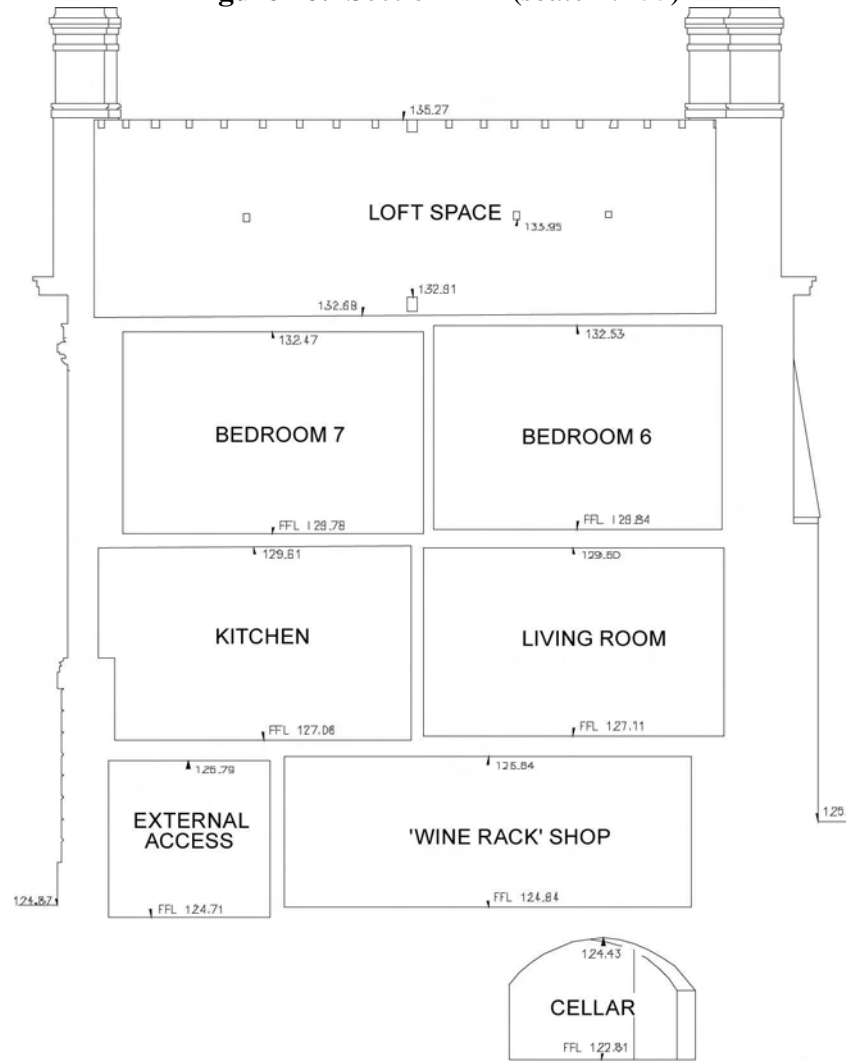 135.27
LOFT SPACE
133.95
132.91
132.68
132.47
132.53
BEDROOM 7
BEDROOM 6
FFL 129.78
FFL 129.84
129.61
129.60
KITCHEN
LIVING ROOM
FFL 127.06
FFL 127.11
126.79
126.84
125.
EXTERNAL
ACCESS
'WINE RACK' SHOP
124.87
FFL 124.71
FFL 124.84
124.43
CELLAR
FFL 122.81